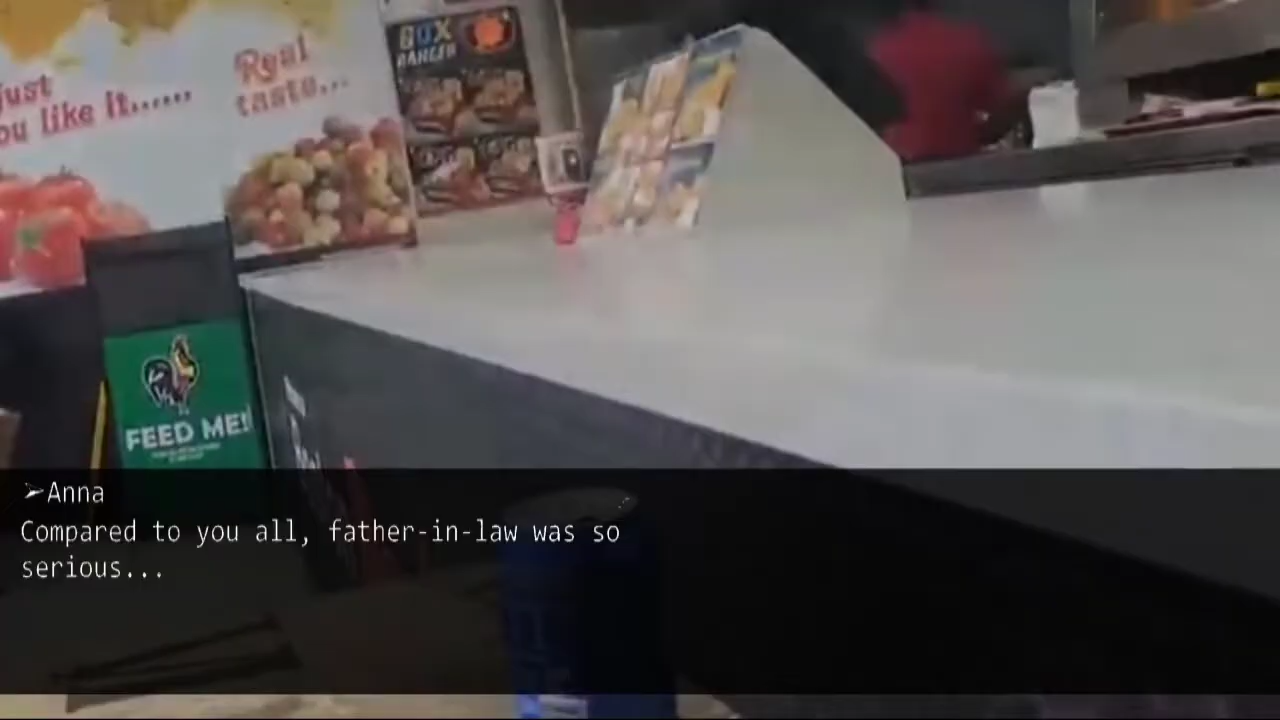 just
ou like it......
Real
taste...
BOX
RANGER
FEED ME!
➢Anna
Compared to you all, father-in-law was so
serious...